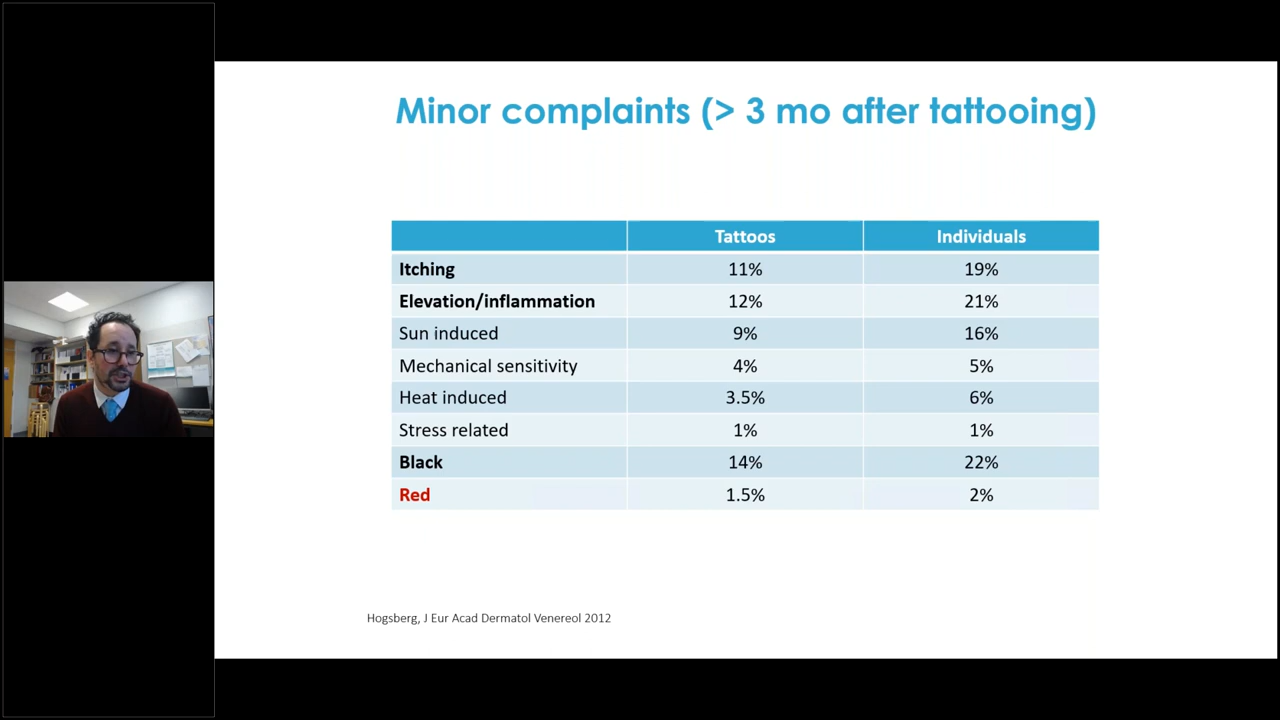 Minor complaints (> 3 mo after tattooing)
Tattoos Individuals
Itching 11% 19%
Elevation/inflammation 12% 21%
Sun induced 9% 16%
Mechanical sensitivity 4% 5%
Heat induced 3.5% 6%
Stress related 1% 1%
Black 14% 22%
Red 1.5% 2%
Hogsberg, J Eur Acad Dermatol Venereol 2012